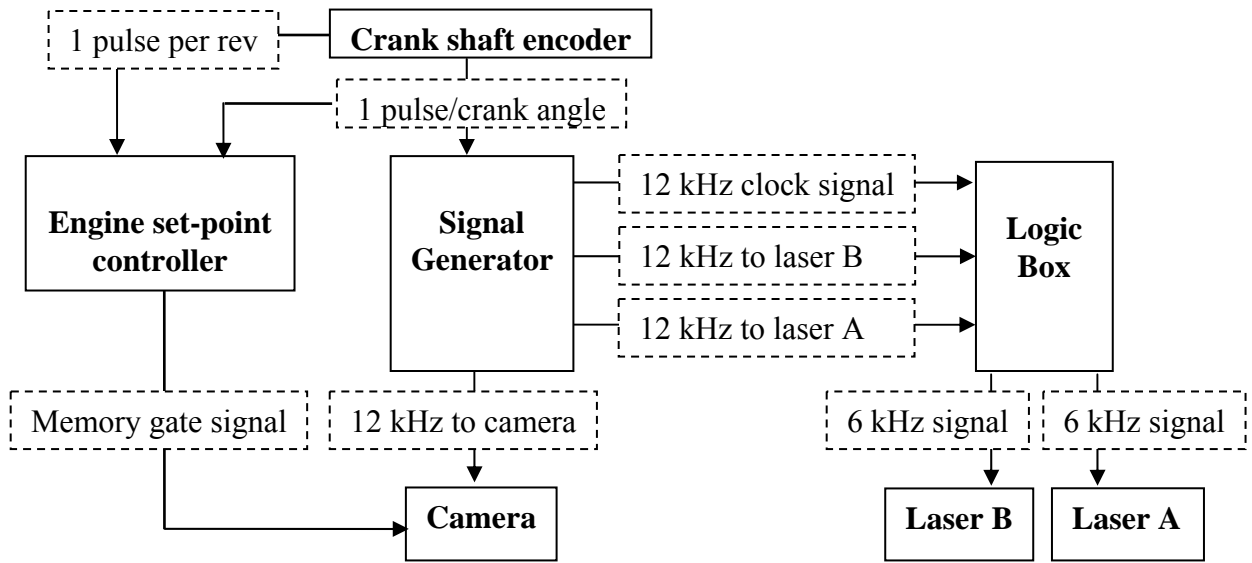 1 pulse per rev
Crank shaft encoder
1 pulse/crank angle
Engine set-point
controller
Signal
Generator
12 kHz clock signal
12 kHz to laser B
12 kHz to laser A
Logic
Box
Memory gate signal
12 kHz to camera
6 kHz signal
6 kHz signal
Camera
Laser B
Laser A